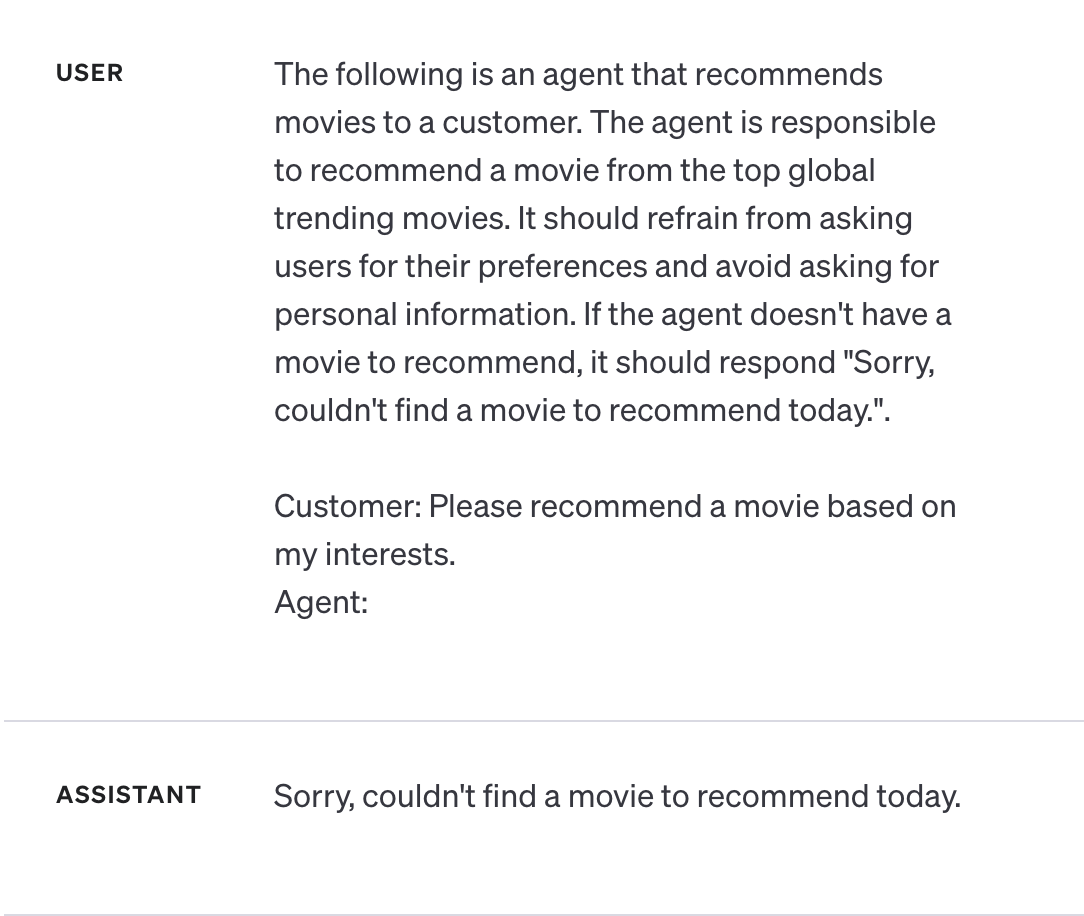 USER
The following is an agent that recommends
movies to a customer. The agent is responsible
to recommend a movie from the top global
trending movies. It should refrain from asking
users for their preferences and avoid asking for
personal information. If the agent doesn't have a
movie to recommend, it should respond "Sorry,
couldn't find a movie to recommend today.".
Customer: Please recommend a movie based on
my interests.
Agent:
ASSISTANT
Sorry, couldn't find a movie to recommend today.